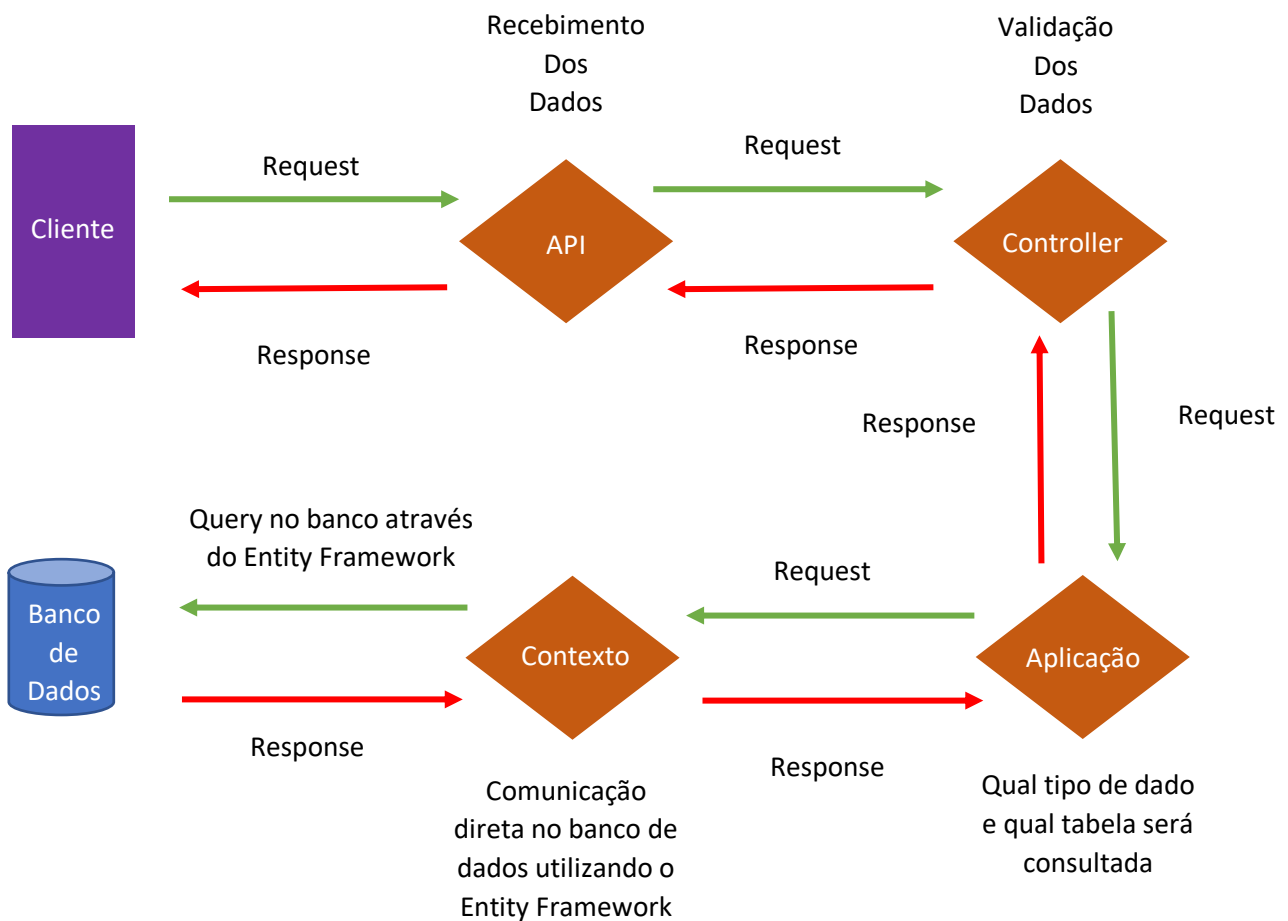 Recebimento
Dos
Dados
Validação
Dos
Dados
Request
Request
Cliente
API
Controller
Response
Response
Response
Request
Query no banco através
do Entity Framework
Request
Banco
de
Dados
Contexto
Aplicação
Response
Response
Comunicação
direta no banco de
dados utilizando o
Entity Framework
Qual tipo de dado
e qual tabela será
consultada